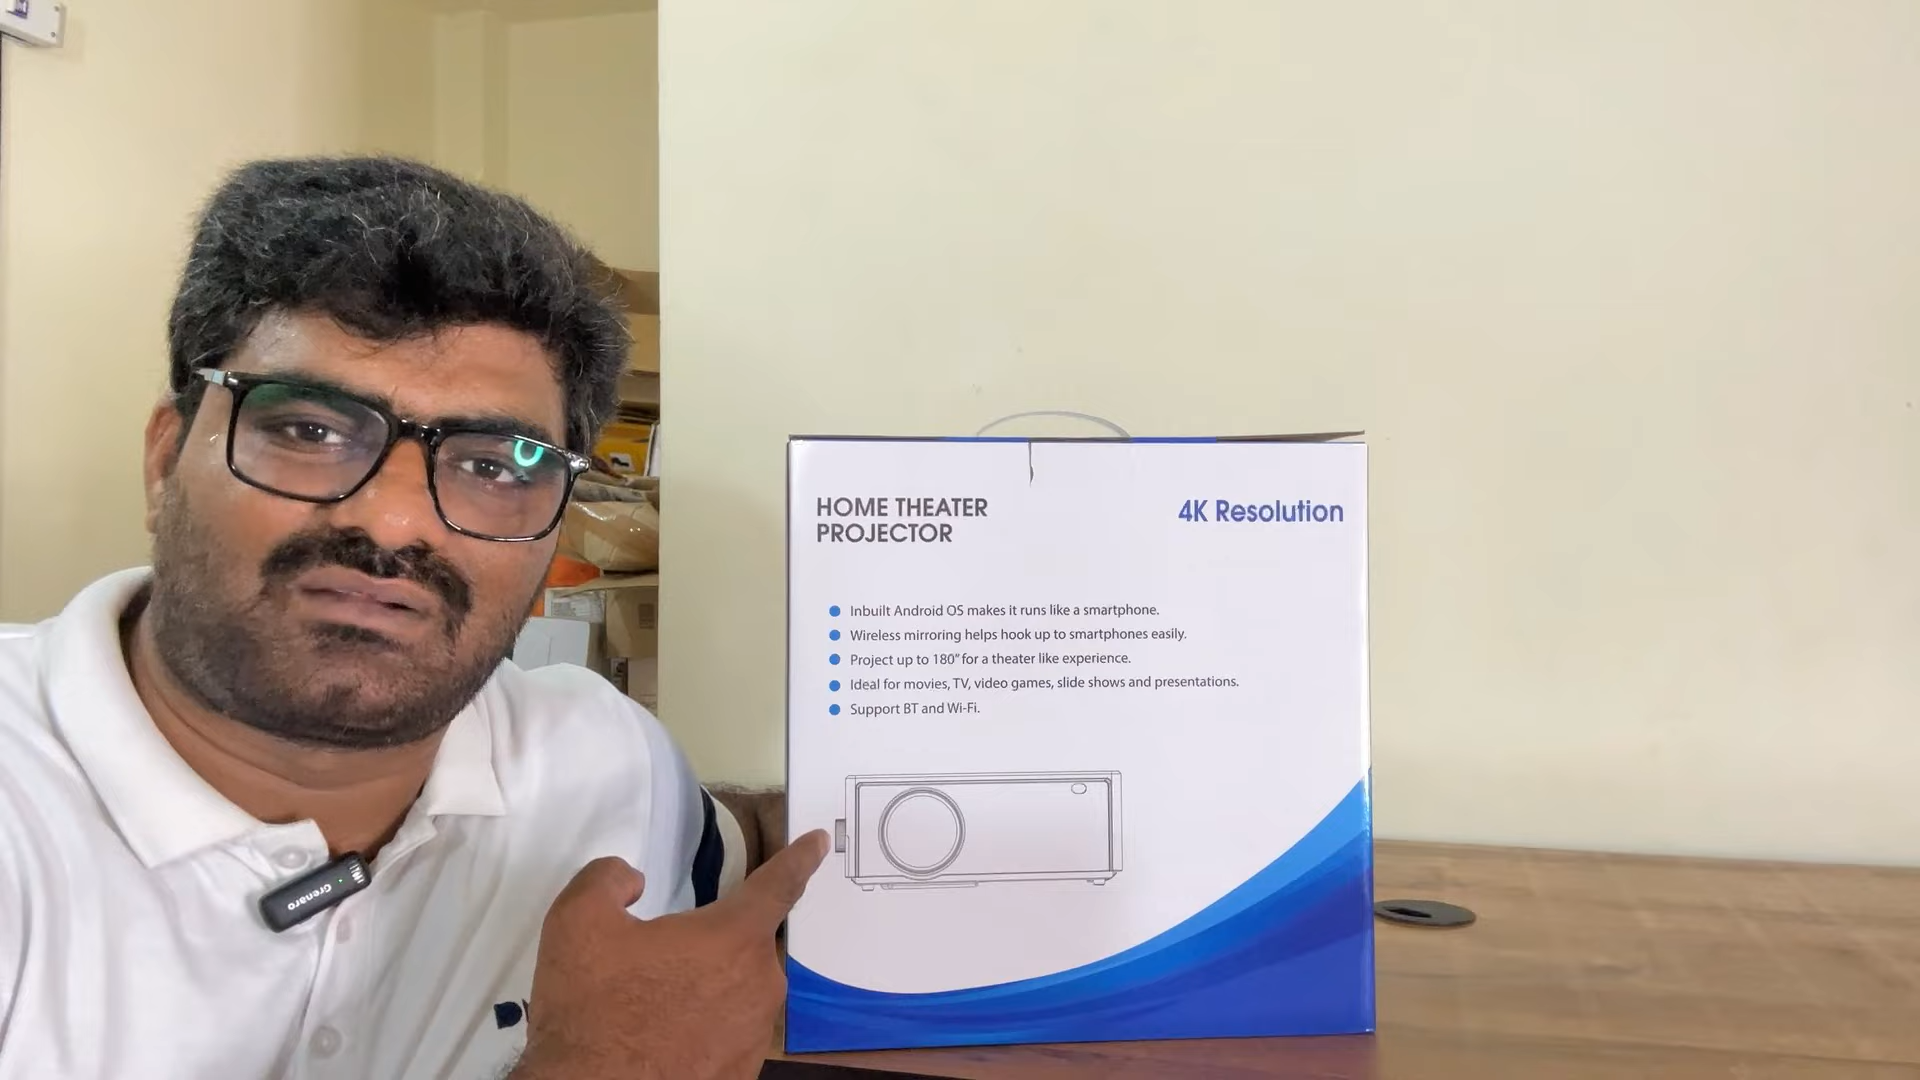 HOME THEATER
PROJECTOR
4K Resolution
Inbuilt Android OS makes it runs like a smartphone.
Wireless mirroring helps hook up to smartphones easily.
Project up to 180" for a theater like experience.
Ideal for movies, TV, video games, slide shows and presentations.
Support BT and Wi-Fi.
Grenaro